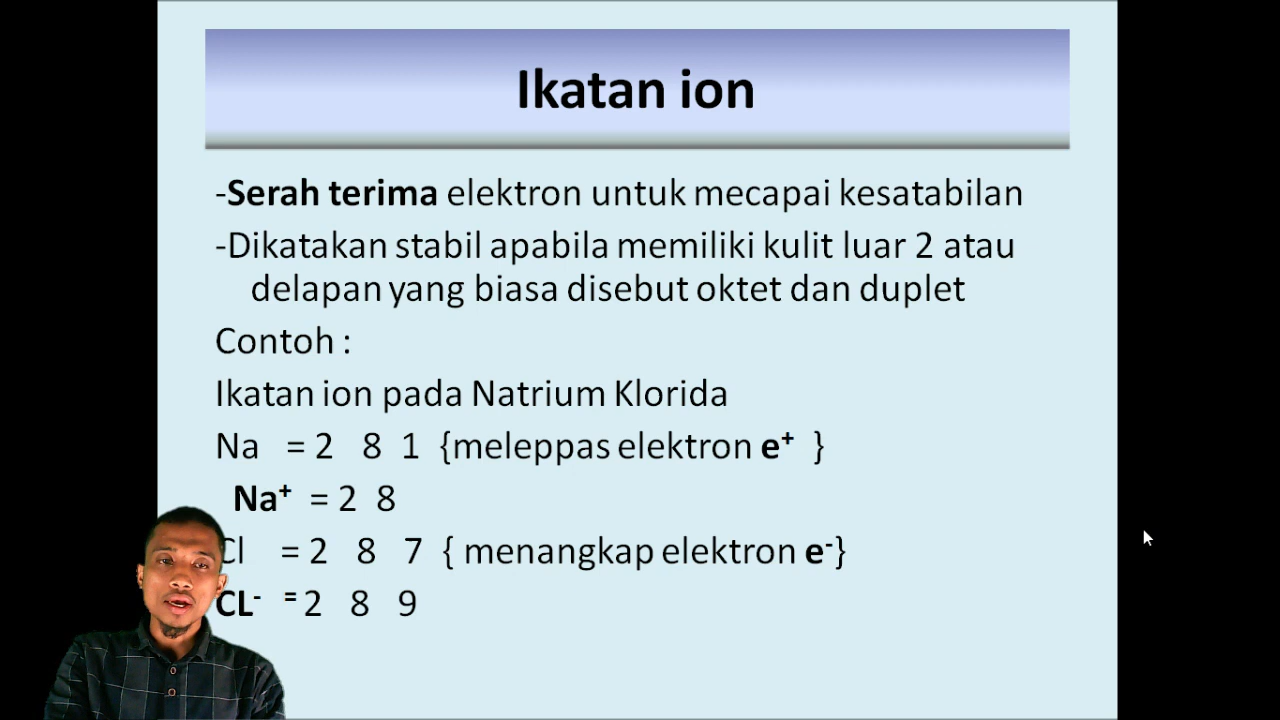 Ikatan ion
-Serah terima elektron untuk mecapai kesatabilan
-Dikatakan stabil apabila memiliki kulit luar 2 atau
delapan yang biasa disebut oktet dan duplet
Contoh :
Ikatan ion pada Natrium Klorida
Na = 2 8 1 {meleppas elektron e⁺ }
Na⁺ = 2 8
Cl = 2 8 7 { menangkap elektron e⁻}
CL⁻ = 2 8 9